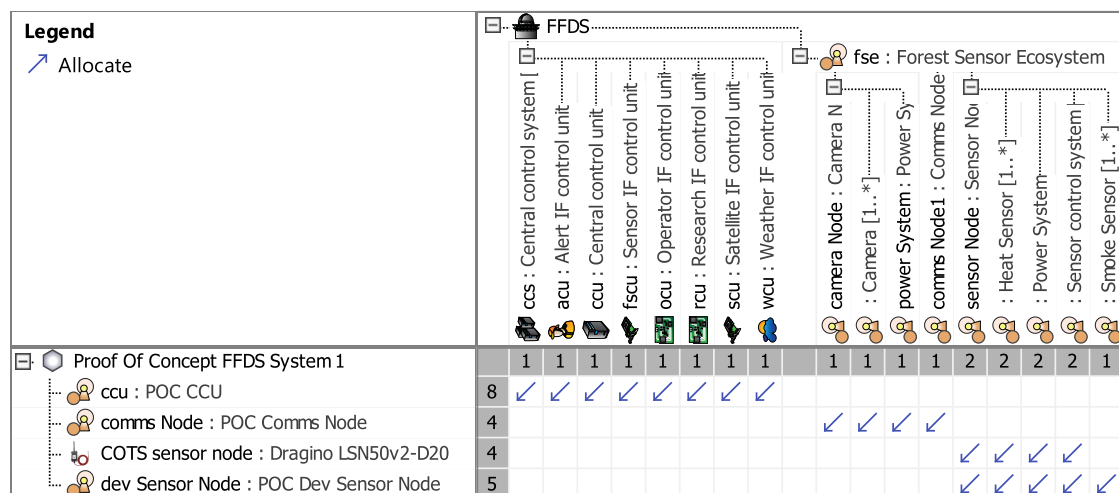 Legend
Allocate
FFDS
fse : Forest Sensor Ecosystem
ccs : Central control system [
acu : Alert IF control unit
ccu : Central control unit
fscu : Sensor IF control unit
ocu : Operator IF control unit
rcu : Research IF control unit
scu : Satellite IF control unit
wcu : Weather IF control unit
camera Node : Camera N
: Camera [1..*]
power System : Power Sy
comms Node1 : Comms Node
sensor Node : Sensor Noc
: Heat Sensor [1..*]
: Power System
: Sensor control system
: Smoke Sensor [1..*]
Proof Of Concept FFDS System 1 1 1 1 1 1 1 1 1 1 1 1 1 2 2 2 2 1
ccu : POC CCU 8
comms Node : POC Comms Node 4
COTS sensor node : Dragino LSN50v2-D20 4
dev Sensor Node : POC Dev Sensor Node 5